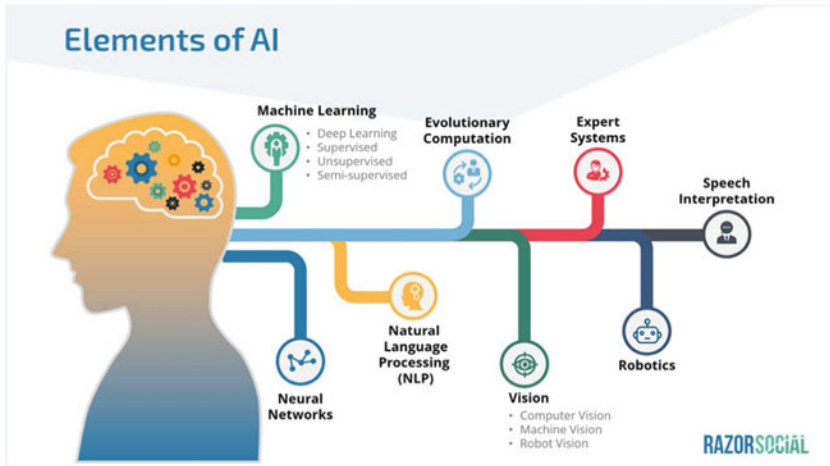 Elements of AI
Machine Learning
• Deep Learning
• Supervised
• Unsupervised
• Semi-supervised
Evolutionary
Computation
Expert
Systems
Speech
Interpretation
Neural
Networks
Natural
Language
Processing
(NLP)
Vision
• Computer Vision
• Machine Vision
• Robot Vision
Robotics
RAZORSOCIAL